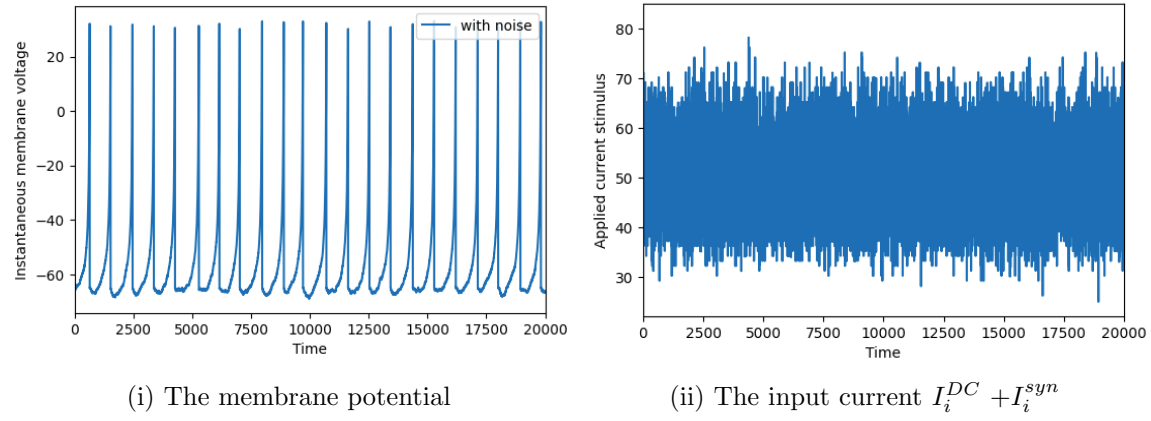 with noise
Instantaneous membrane voltage
20
0
−20
−40
−60
0 2500 5000 7500 10000 12500 15000 17500 20000
Time
(i) The membrane potential
Applied current stimulus
80
70
60
50
40
30
0 2500 5000 7500 10000 12500 15000 17500 20000
Time
(ii) The input current $I_i^{DC}$ +$I_i^{syn}$